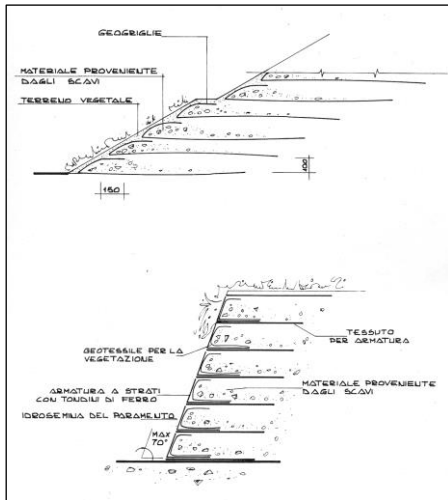 GEOGRIGLIE
MATERIALE PROVENIENTE
DAGLI SCAVI
TERRENO VEGETALE
100
150
TESSUTO
PER ARMATURA
GEOTESSILE PER LA
VEGETAZIONE
ARMATURA A STRATI
CON TONDINI DI FERRO
MATERIALE PROVENIENTE
DAGLI SCAVI
IDROSEMINA DEL PARAMENTO
MAX
70°